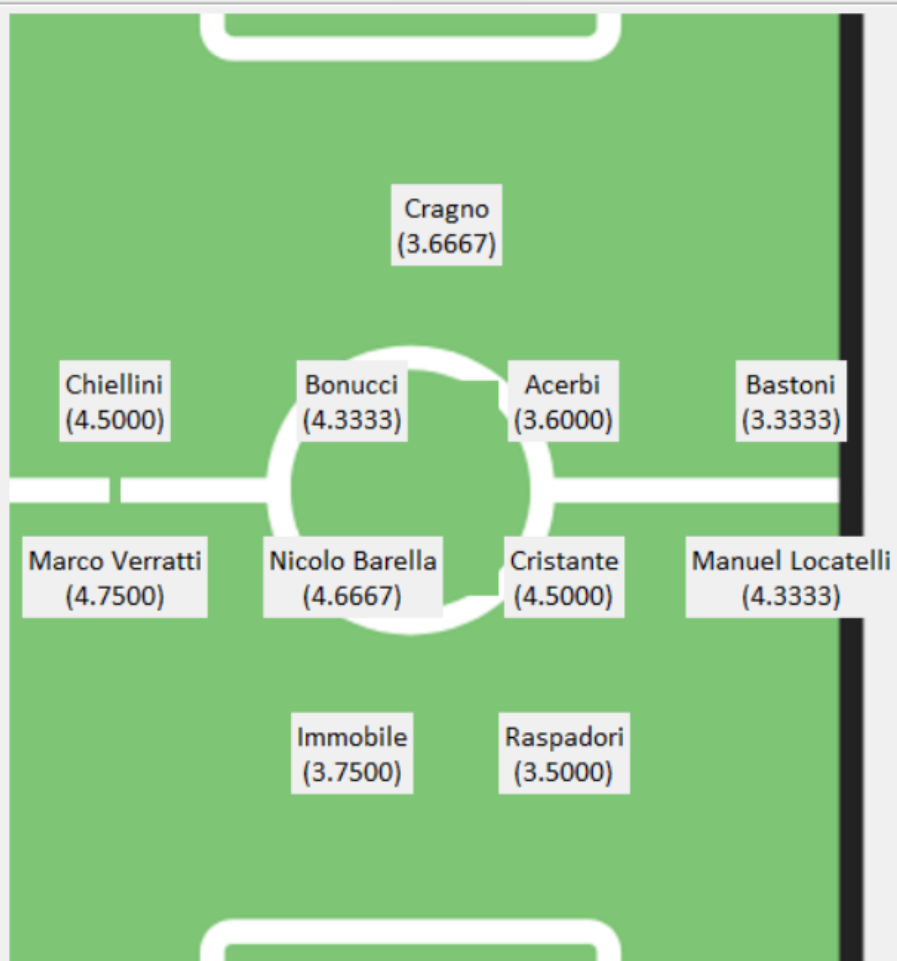 Cragno
(3.6667)
Chiellini
(4.5000)
Bonucci
(4.3333)
Acerbi
(3.6000)
Bastoni
(3.3333)
Marco Verratti
(4.7500)
Nicolo Barella
(4.6667)
Cristante
(4.5000)
Manuel Locatelli
(4.3333)
Immobile
(3.7500)
Raspadori
(3.5000)